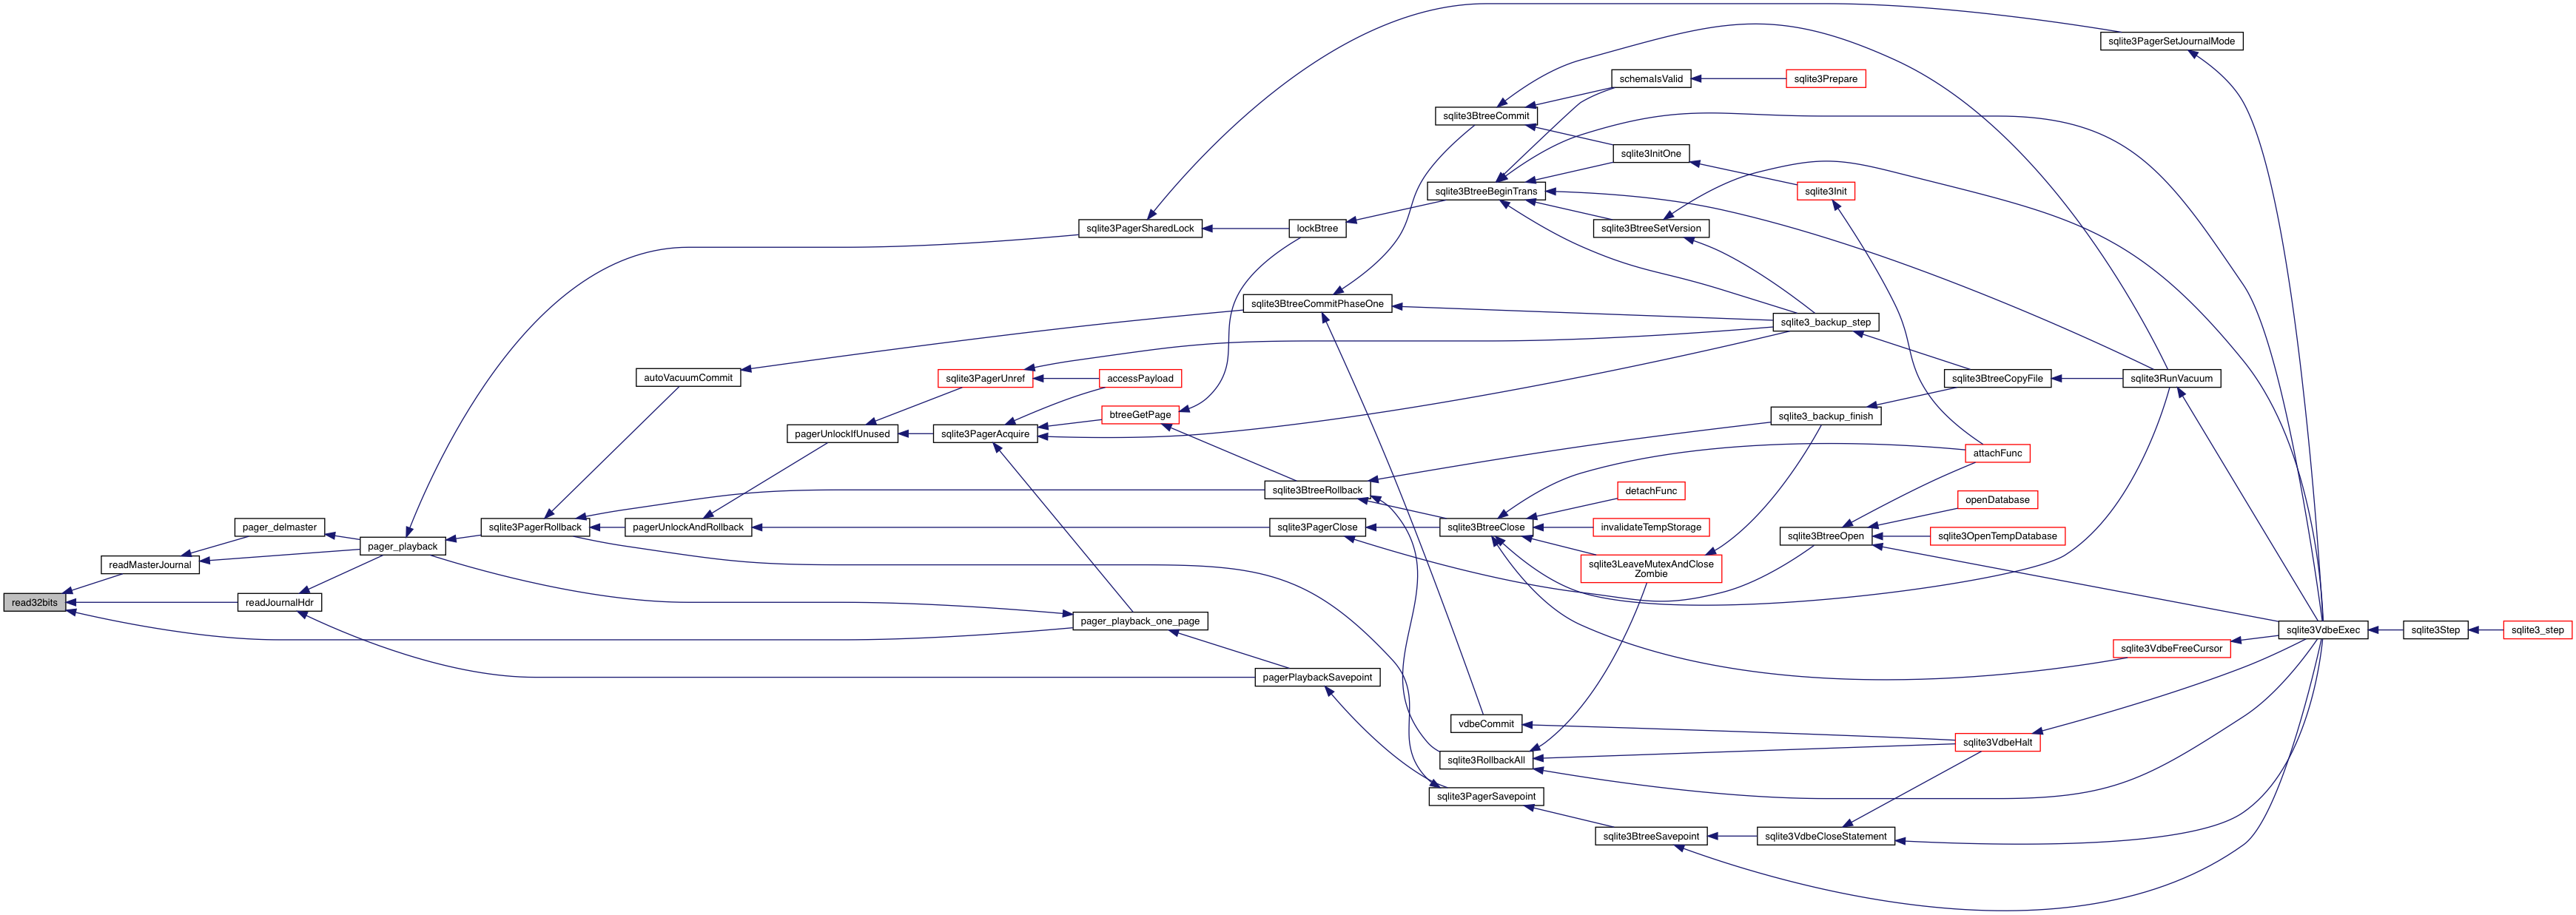 read32bits
readMasterJournal
pager_delmaster
readJournalHdr
pager_playback
sqlite3PagerRollback
autoVacuumCommit
pagerUnlockAndRollback
pagerUnlockIfUnused
sqlite3PagerUnref
sqlite3PagerAcquire
sqlite3PagerSharedLock
accessPayload
btreeGetPage
pager_playback_one_page
lockBtree
sqlite3BtreeCommitPhaseOne
sqlite3BtreeRollback
sqlite3PagerClose
pagerPlaybackSavepoint
sqlite3BtreeCommit
sqlite3BtreeBeginTrans
sqlite3BtreeClose
vdbeCommit
sqlite3RollbackAll
sqlite3PagerSavepoint
schemaIsValid
sqlite3InitOne
sqlite3BtreeSetVersion
detachFunc
invalidateTempStorage
sqlite3LeaveMutexAndClose
Zombie
sqlite3BtreeSavepoint
sqlite3Prepare
sqlite3Init
sqlite3_backup_step
sqlite3_backup_finish
sqlite3BtreeOpen
sqlite3VdbeCloseStatement
sqlite3BtreeCopyFile
attachFunc
openDatabase
sqlite3OpenTempDatabase
sqlite3VdbeHalt
sqlite3PagerSetJournalMode
sqlite3RunVacuum
sqlite3VdbeFreeCursor
sqlite3VdbeExec
sqlite3Step
sqlite3_step